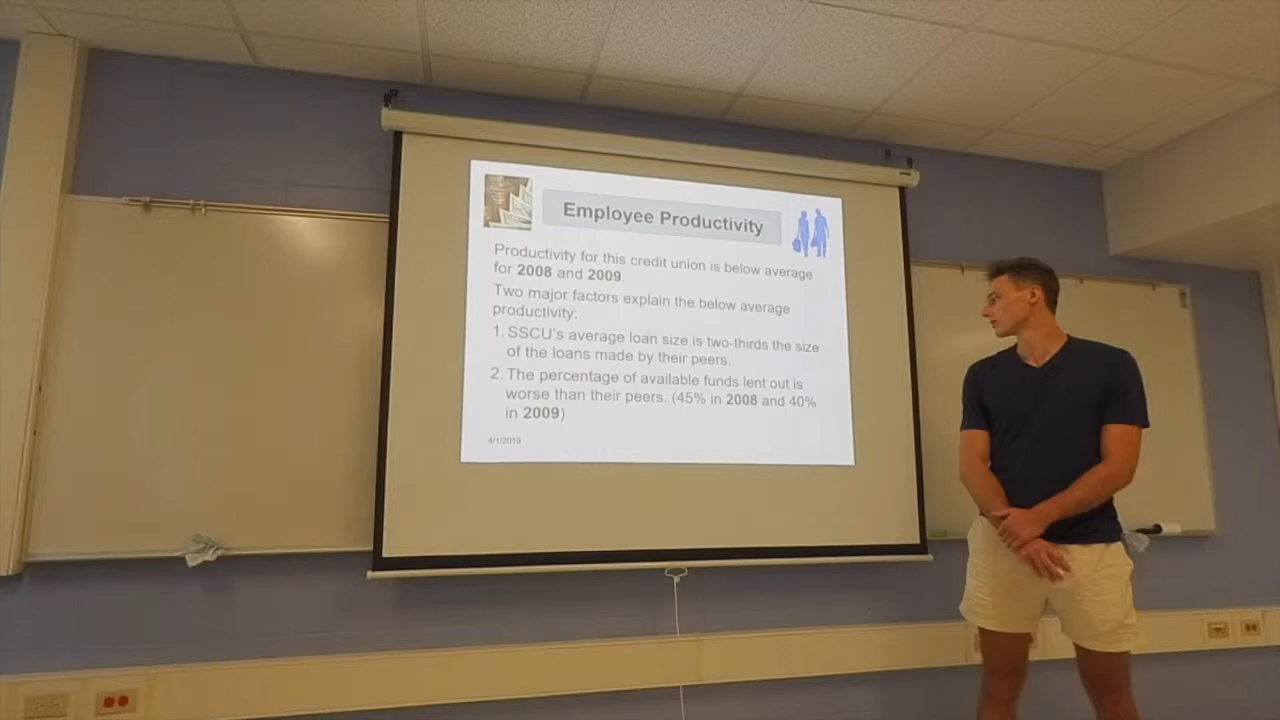 Employee Productivity
Productivity for this credit union is below average
for 2008 and 2009.
Two major factors explain the below average
productivity:
1. SSCU's average loan size is two-thirds the size
of the loans made by their peers.
2. The percentage of available funds lent out is
worse than their peers. (45% in 2008 and 40%
in 2009)
4/1/2019